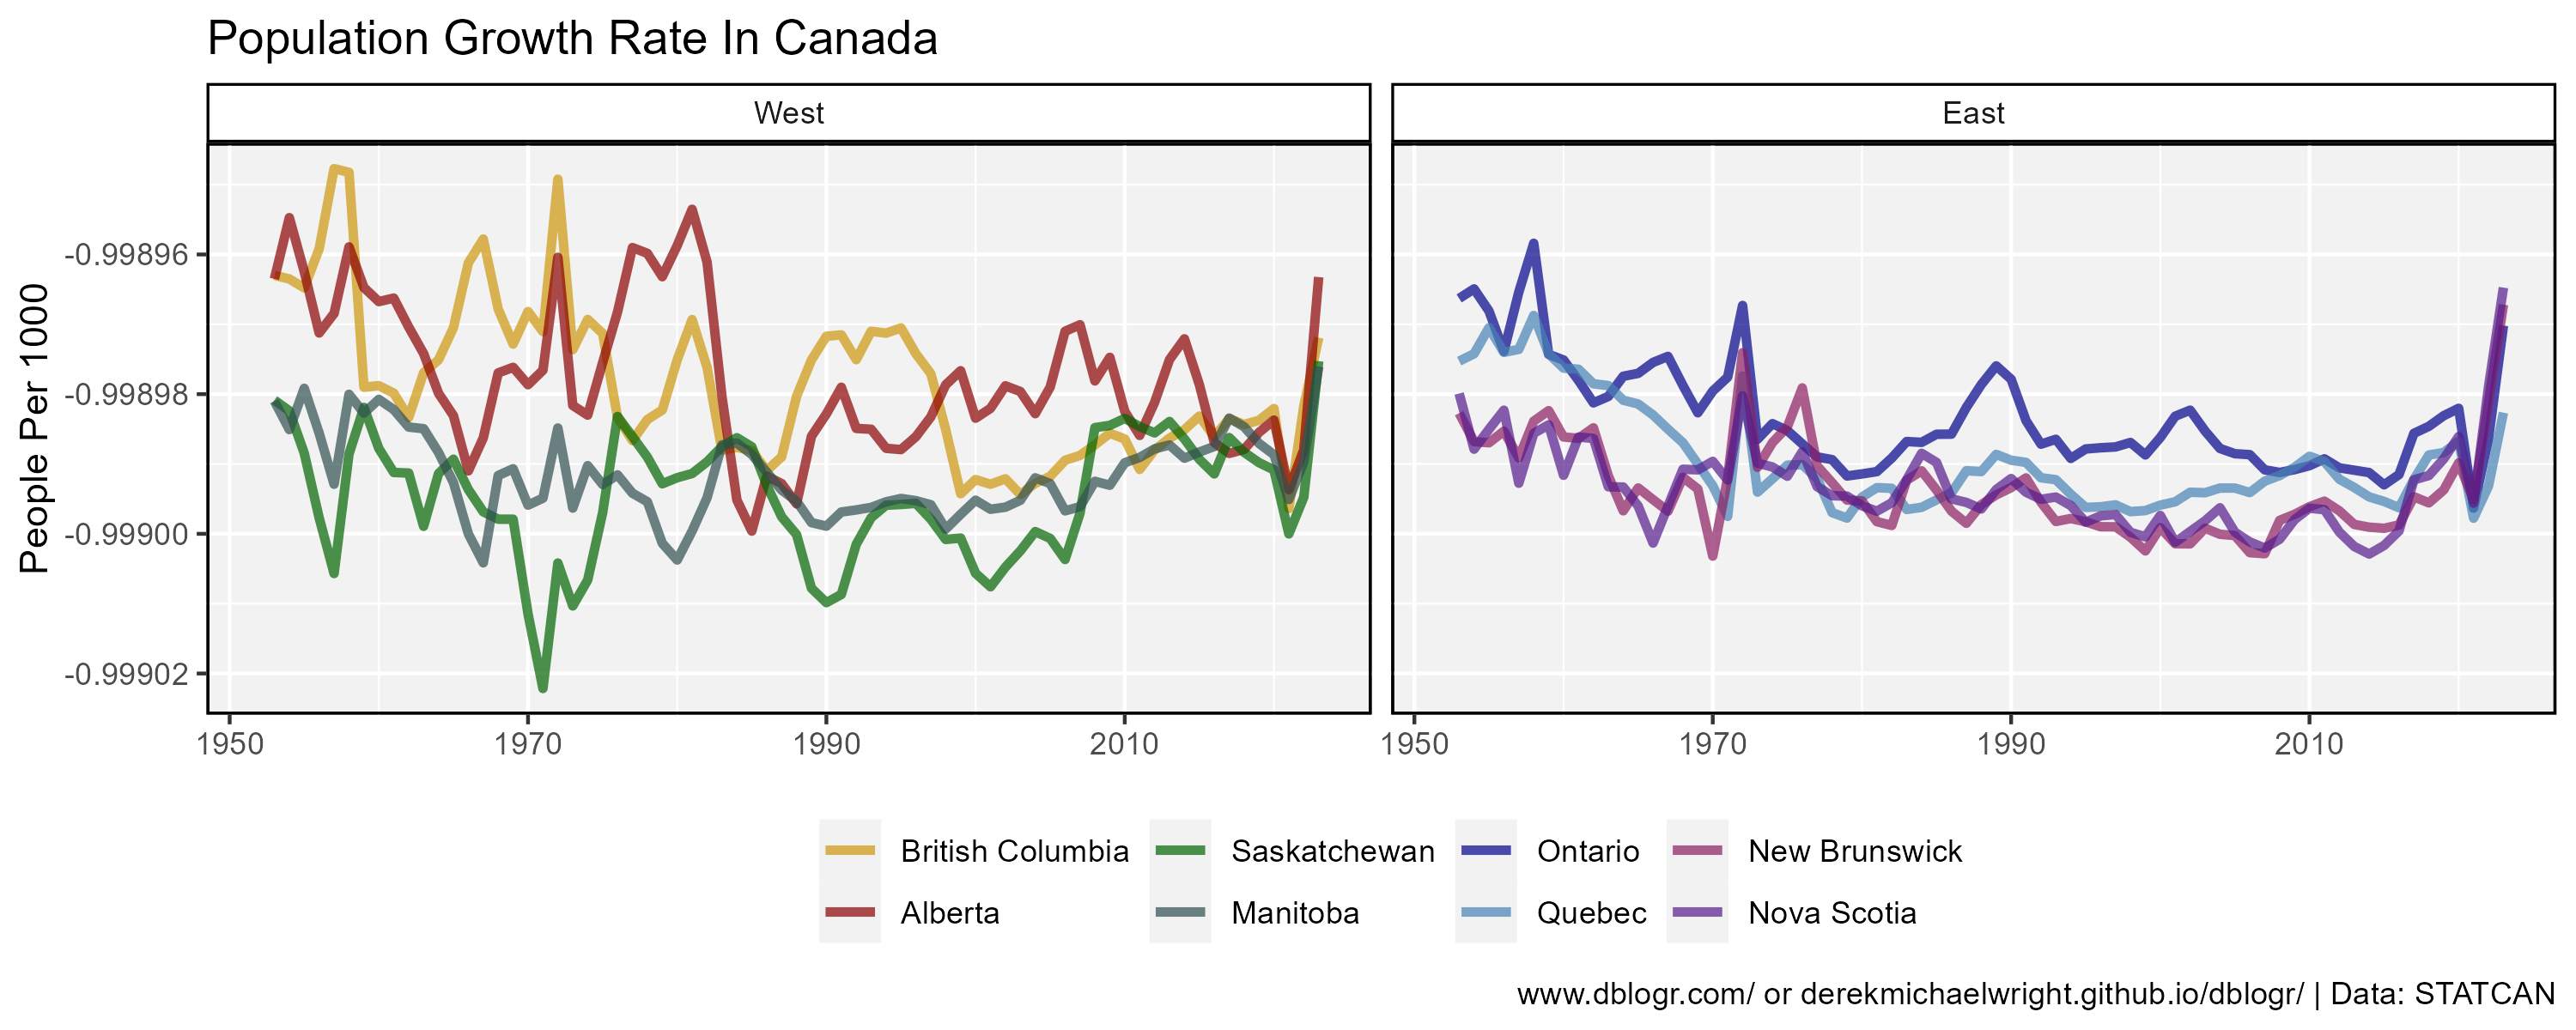 Population Growth Rate In Canada
West
East
People Per 1000
-0.99896
-0.99898
-0.99900
-0.99902
1950 1970 1990 2010
1950 1970 1990 2010
British Columbia Saskatchewan Ontario New Brunswick
Alberta Manitoba Quebec Nova Scotia
www.dblogr.com/ or derekmichaelwright.github.io/dblogr/ | Data: STATCAN